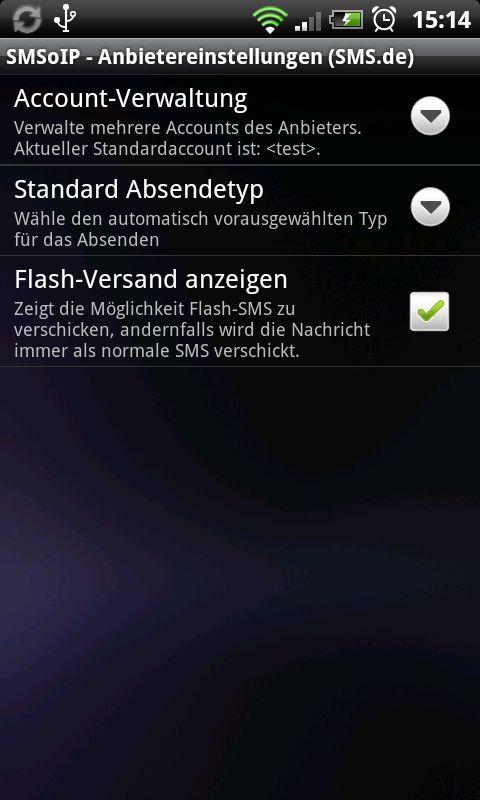 15:14
SMSoIP - Anbietereinstellungen (SMS.de)
Account-Verwaltung
Verwalte mehrere Accounts des Anbieters.
Aktueller Standardaccount ist: <test>.
Standard Absendetyp
Wähle den automatisch vorausgewählten Typ
für das Absenden
Flash-Versand anzeigen
Zeigt die Möglichkeit Flash-SMS zu
verschicken, andernfalls wird die Nachricht
immer als normale SMS verschickt.